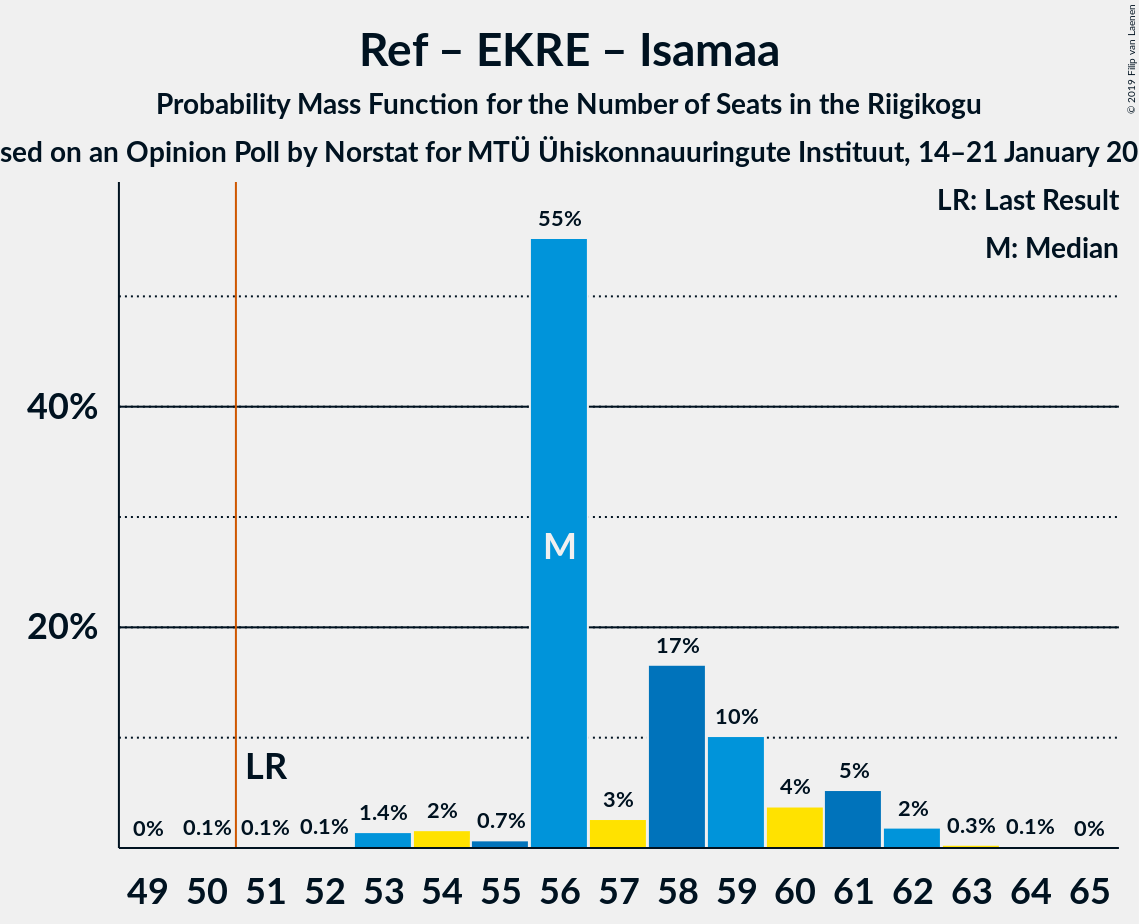 Ref – EKRE – Isamaa
Probability Mass Function for the Number of Seats in the Riigikogu
sed on an Opinion Poll by Norstat for MTÜ Ühiskonnauuringute Instituut, 14–21 January 20
© 2019 Filip van Laenen
LR: Last Result
M: Median
55%
40%
M
20%
17%
10%
LR
0%
0.1%
0.1%
0.1%
1.4%
2%
0.7%
3%
4%
5%
2%
0.3%
0.1%
0%
49 50 51 52 53 54 55 56 57 58 59 60 61 62 63 64 65